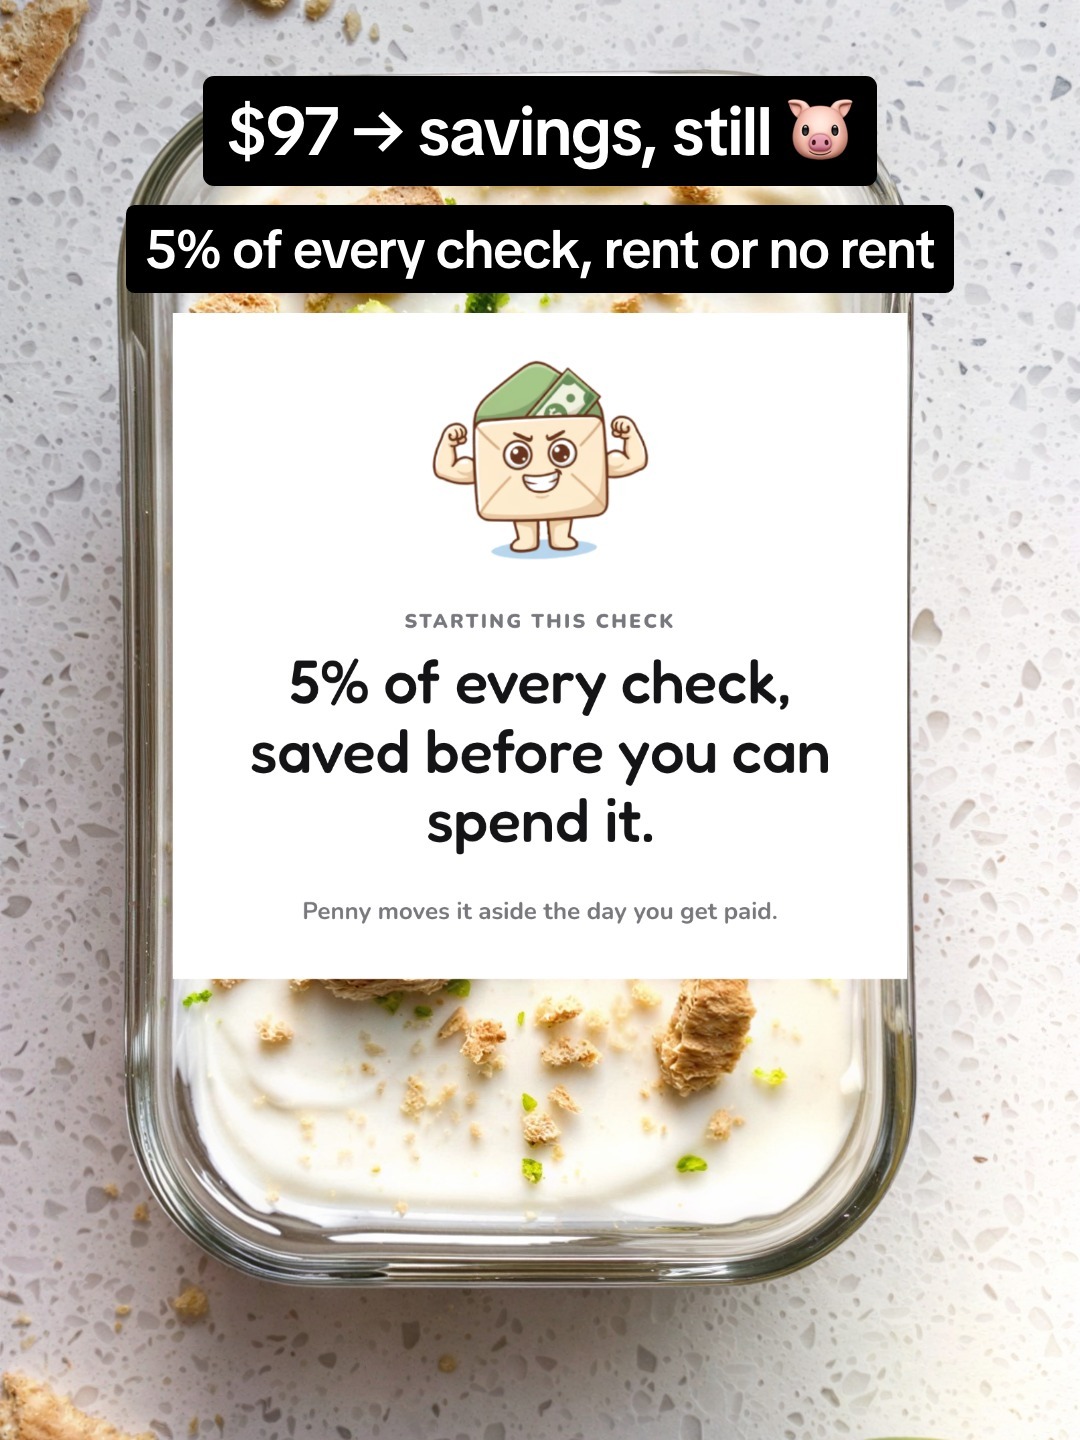 $97 → savings, still 🐷
5% of every check, rent or no rent
STARTING THIS CHECK
5% of every check,
saved before you can
spend it.
Penny moves it aside the day you get paid.